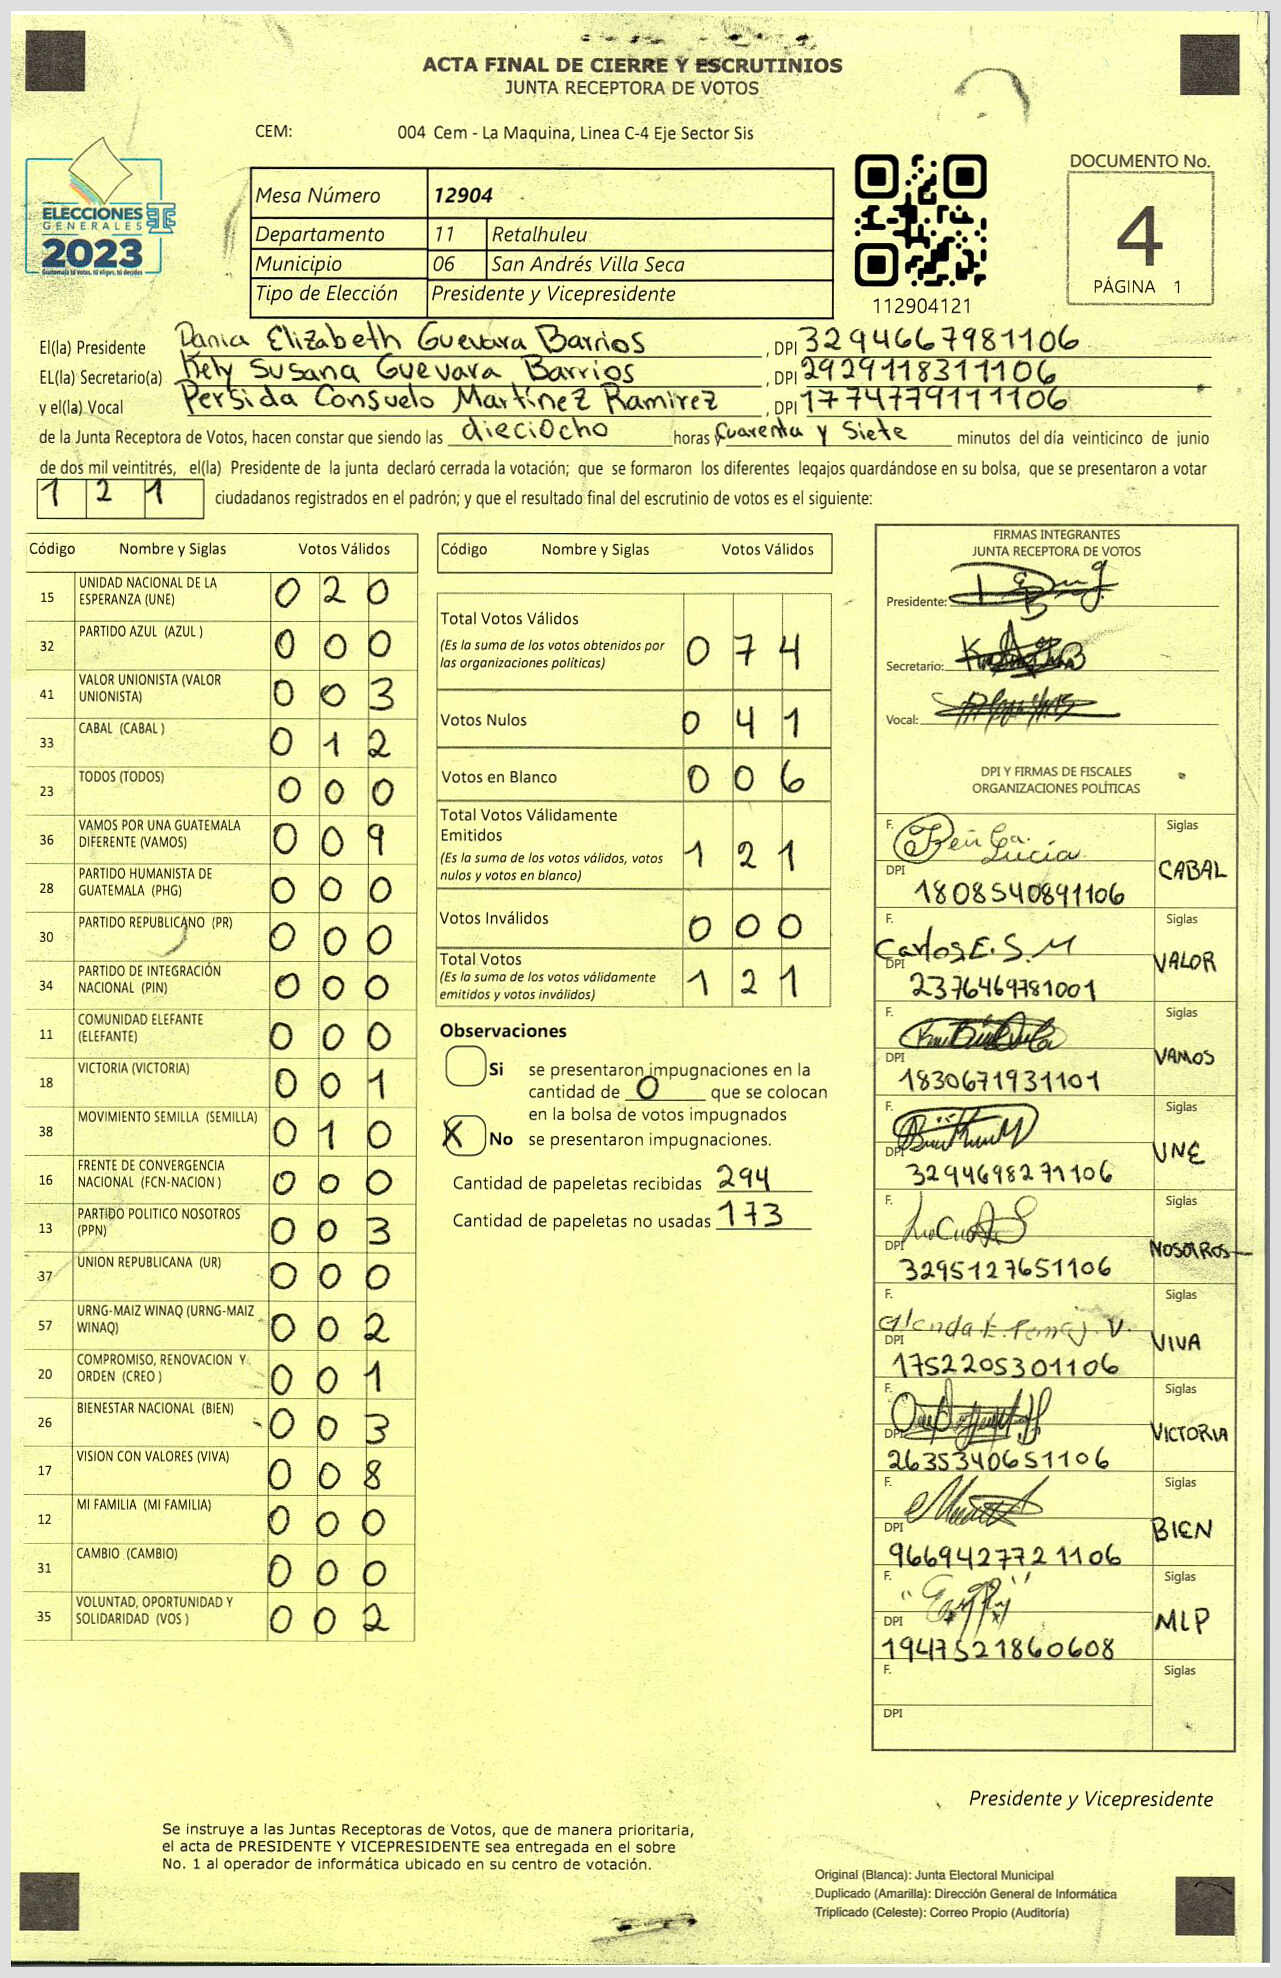 ACTA FINAL DE CIERRE Y ESCRUTINIOS
JUNTA RECEPTORA DE VOTOS
CEM: 004 Cem - La Maquina, Linea C-4 Eje Sector Sis
ELECCIONES
GENERALES
2023
Guatemala tú votas, tú eliges, tú decides
Mesa Número 12904
Departamento 11 Retalhuleu
Municipio 06 San Andrés Villa Seca
Tipo de Elección Presidente y Vicepresidente
112904121
DOCUMENTO No.
4
PÁGINA 1
El(la) Presidente Dania Elizabeth Guevara Barrios , DPI 3294667981106
EL(la) Secretario(a) Kely Susana Guevara Barrios , DPI 2929118311106
y el(la) Vocal Persida Consuelo Martínez Ramirez , DPI 1774779111106
de la Junta Receptora de Votos, hacen constar que siendo las dieciocho horas Cuarenta y Siete minutos del día veinticinco de junio
de dos mil veintitrés, el(la) Presidente de la junta declaró cerrada la votación; que se formaron los diferentes legajos quardándose en su bolsa, que se presentaron a votar
1 2 1 ciudadanos registrados en el padrón; y que el resultado final del escrutinio de votos es el siguiente:
Código Nombre y Siglas Votos Válidos
15 UNIDAD NACIONAL DE LA ESPERANZA (UNE) 0 2 0
32 PARTIDO AZUL (AZUL ) 0 0 0
41 VALOR UNIONISTA (VALOR UNIONISTA) 0 0 3
33 CABAL (CABAL ) 0 1 2
23 TODOS (TODOS) 0 0 0
36 VAMOS POR UNA GUATEMALA DIFERENTE (VAMOS) 0 0 9
28 PARTIDO HUMANISTA DE GUATEMALA (PHG) 0 0 0
30 PARTIDO REPUBLICANO (PR) 0 0 0
34 PARTIDO DE INTEGRACIÓN NACIONAL (PIN) 0 0 0
11 COMUNIDAD ELEFANTE (ELEFANTE) 0 0 0
18 VICTORIA (VICTORIA) 0 0 1
38 MOVIMIENTO SEMILLA (SEMILLA) 0 1 0
16 FRENTE DE CONVERGENCIA NACIONAL (FCN-NACION ) 0 0 0
13 PARTIDO POLITICO NOSOTROS (PPN) 0 0 3
37 UNION REPUBLICANA (UR) 0 0 0
57 URNG-MAIZ WINAQ (URNG-MAIZ WINAQ) 0 0 2
20 COMPROMISO, RENOVACION Y ORDEN (CREO ) 0 0 1
26 BIENESTAR NACIONAL (BIEN) 0 0 3
17 VISION CON VALORES (VIVA) 0 0 8
12 MI FAMILIA (MI FAMILIA) 0 0 0
31 CAMBIO (CAMBIO) 0 0 0
35 VOLUNTAD, OPORTUNIDAD Y SOLIDARIDAD (VOS ) 0 0 2
Código Nombre y Siglas Votos Válidos
Total Votos Válidos
(Es la suma de los votos obtenidos por
las organizaciones políticas) 0 7 4
Votos Nulos 0 4 1
Votos en Blanco 0 0 6
Total Votos Válidamente
Emitidos
(Es la suma de los votos válidos, votos
nulos y votos en blanco) 1 2 1
Votos Inválidos 0 0 0
Total Votos
(Es la suma de los votos válidamente
emitidos y votos inválidos) 1 2 1
Observaciones
Si se presentaron impugnaciones en la
cantidad de 0 que se colocan
en la bolsa de votos impugnados
X No se presentaron impugnaciones.
Cantidad de papeletas recibidas 294
Cantidad de papeletas no usadas 173
FIRMAS INTEGRANTES
JUNTA RECEPTORA DE VOTOS
Presidente:
Secretario:
Vocal:
DPI Y FIRMAS DE FISCALES
ORGANIZACIONES POLÍTICAS
F. Lucía Siglas
DPI 1808540891106 CABAL
F. Carlos E. S. M Siglas
DPI 2376469781001 VALOR
F. Siglas
DPI 1830671931101 VAMOS
F. Siglas
DPI 3294698271106 UNE
F. Siglas
DPI 3295127651106 NOSOTROS
F. Glenda E. V. Siglas
DPI 1752205301106 VIVA
F. Siglas
DPI 2635340651106 VICTORIA
F. Siglas
DPI 9669427721106 BIEN
F. Siglas
DPI 1947521860608 MLP
F. Siglas
DPI
Presidente y Vicepresidente
Se instruye a las Juntas Receptoras de Votos, que de manera prioritaria,
el acta de PRESIDENTE Y VICEPRESIDENTE sea entregada en el sobre
No. 1 al operador de informática ubicado en su centro de votación.
Original (Blanca): Junta Electoral Municipal
Duplicado (Amarilla): Dirección General de Informática
Triplicado (Celeste): Correo Propio (Auditoría)